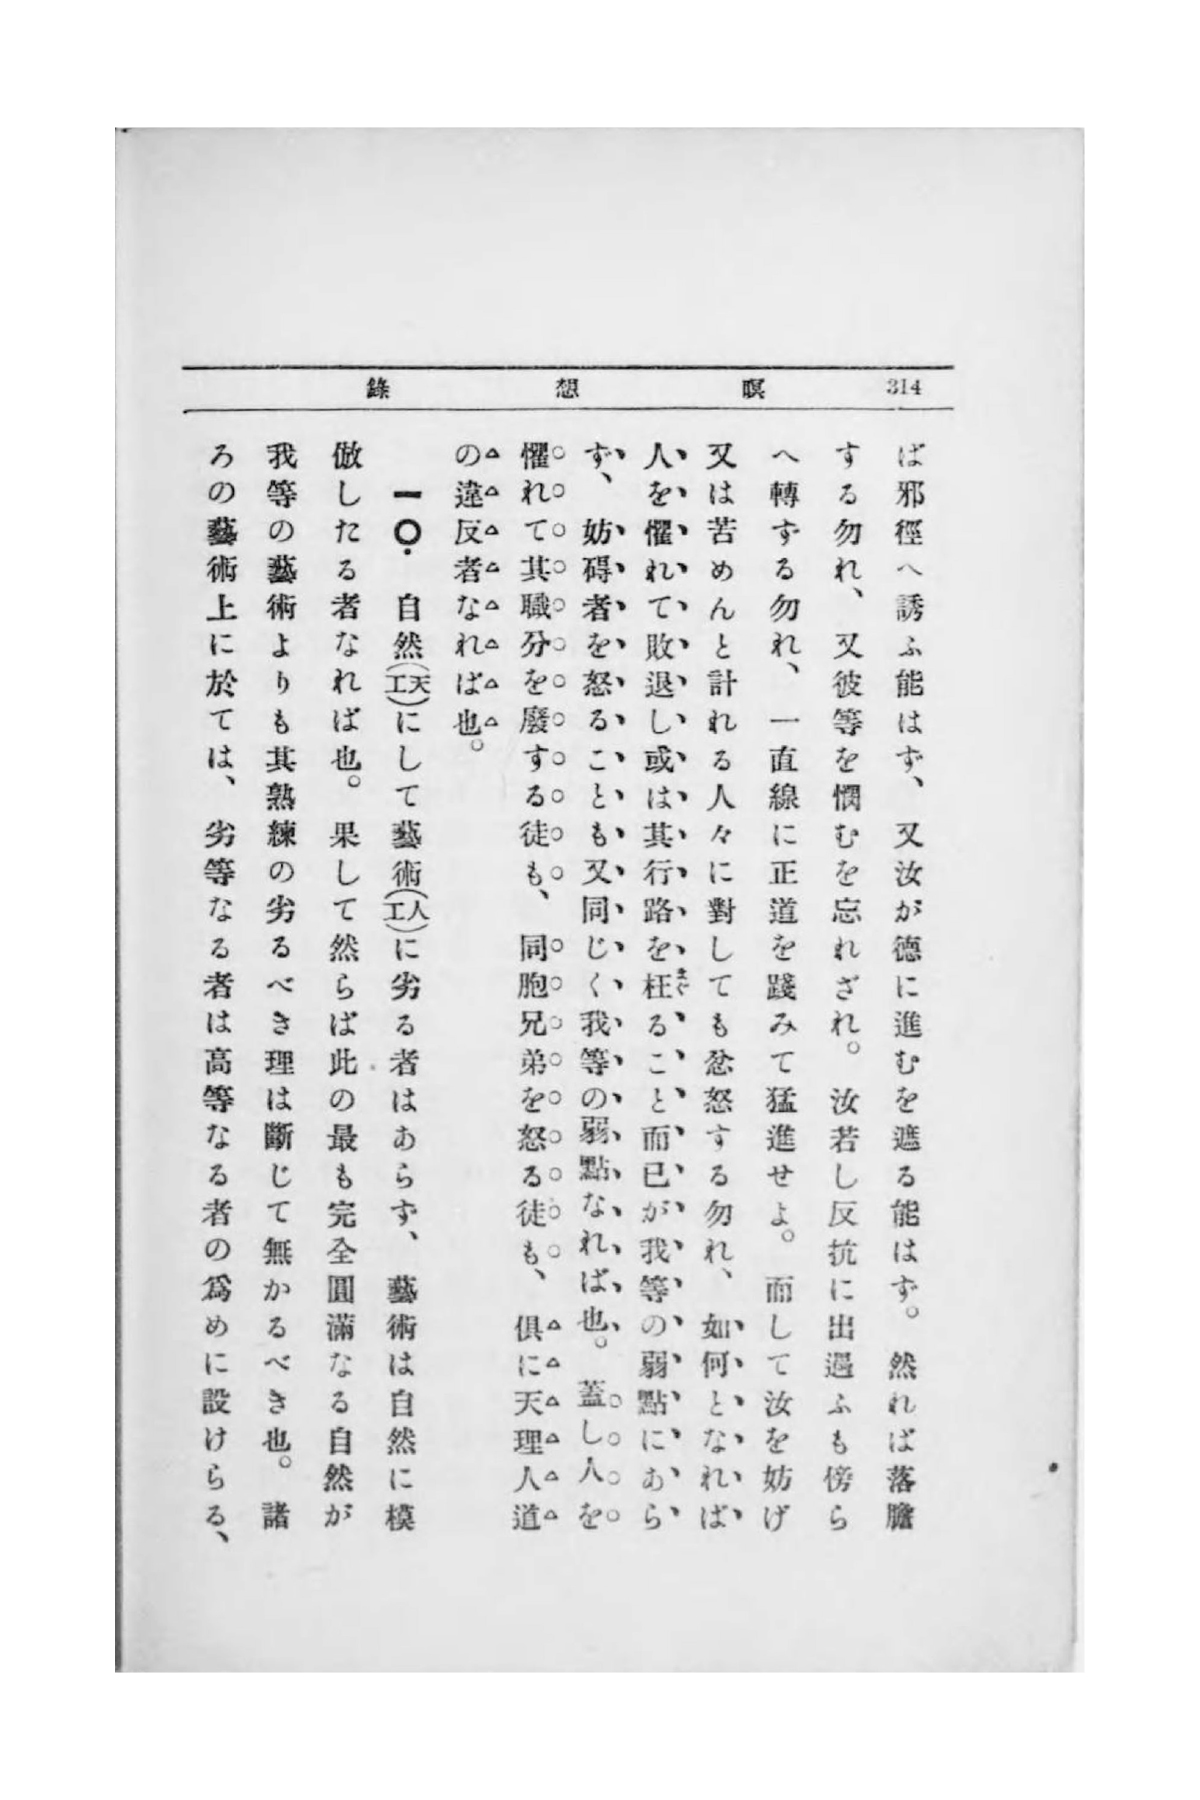 314 瞑想錄
ば邪徑へ誘ふ能はず、又汝が德に進むを遮る能はず。然れば落膽
する勿れ、又彼等を憫むを忘れざれ。汝若し反抗に出遇ふも傍ら
へ轉ずる勿れ、一直線に正道を踐みて猛進せよ。而して汝を妨げ
又は苦めんと計れる人々に對しても忿怒する勿れ、如何となれば
人を懼れて敗退し或は其行路を枉ること而已が我等の弱點にあら
ず、妨碍者を怒ることも又同じく我等の弱點なれば也。蓋し人を
懼れて其職分を廢する徒も、同胞兄弟を怒る徒も、俱に天理人道
の違反者なれば也。
一〇. 自然(天工)にして藝術(人工)に劣る者はあらず、藝術は自然に模
倣したる者なれば也。果して然らば此の最も完全圓滿なる自然が
我等の藝術よりも其熟練の劣るべき理は斷じて無かるべき也。諸
ろの藝術上に於ては、劣等なる者は高等なる者の爲めに設けらる、